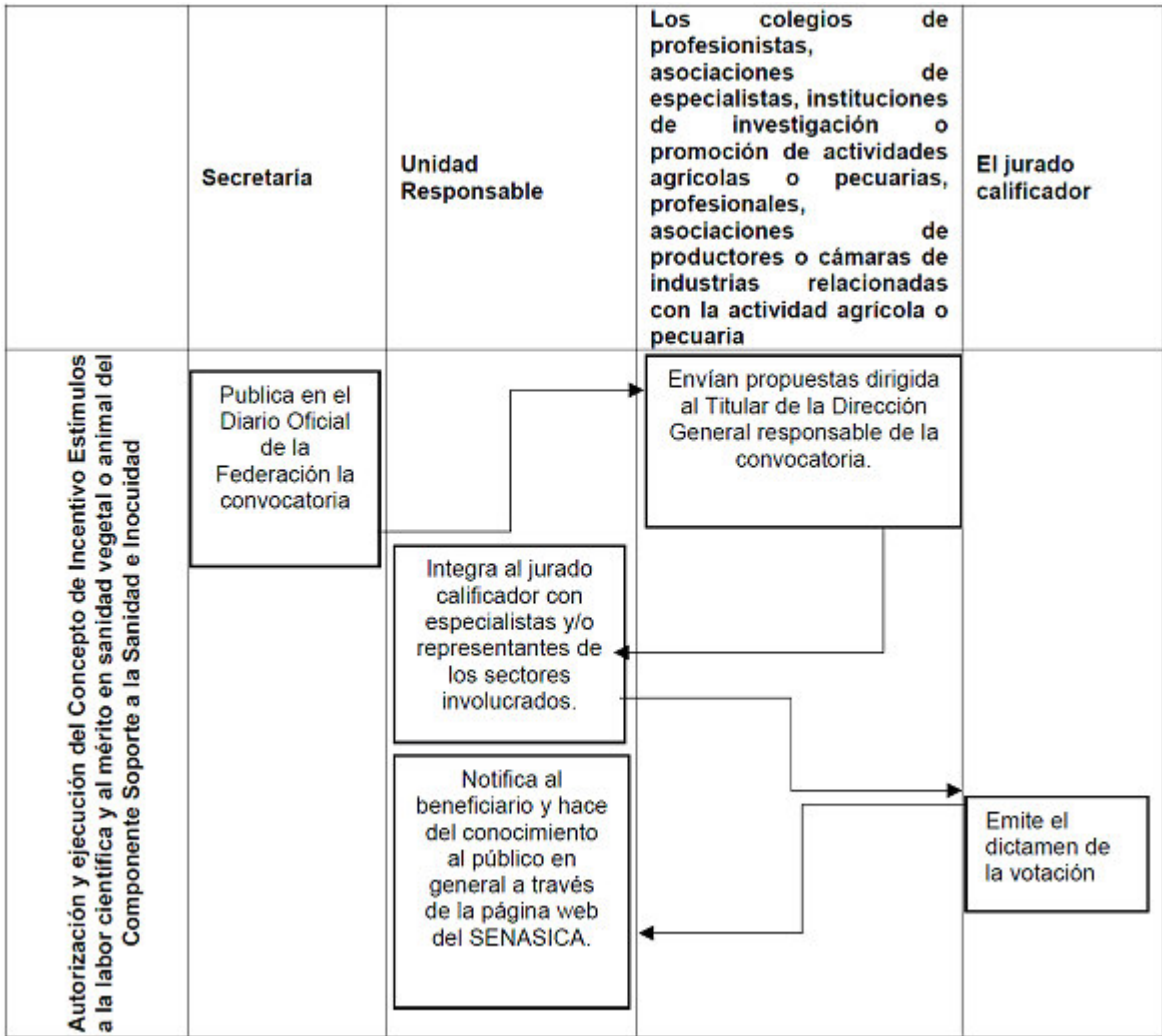 Secretaría
Unidad
Responsable
Los colegios de
profesionistas,
asociaciones de
especialistas, instituciones
de investigación o
promoción de actividades
agrícolas o pecuarias,
profesionales,
asociaciones de
productores o cámaras de
industrias relacionadas
con la actividad agrícola o
pecuaria
El jurado
calificador
Autorización y ejecución del Concepto de Incentivo Estímulos
a la labor científica y al mérito en sanidad vegetal o animal del
Componente Soporte a la Sanidad e Inocuidad
Publica en el
Diario Oficial
de la
Federación la
convocatoria
Envían propuestas dirigida
al Titular de la Dirección
General responsable de la
convocatoria.
Integra al jurado
calificador con
especialistas y/o
representantes de
los sectores
involucrados.
Emite el
dictamen de
la votación
Notifica al
beneficiario y hace
del conocimiento
al público en
general a través
de la página web
del SENASICA.